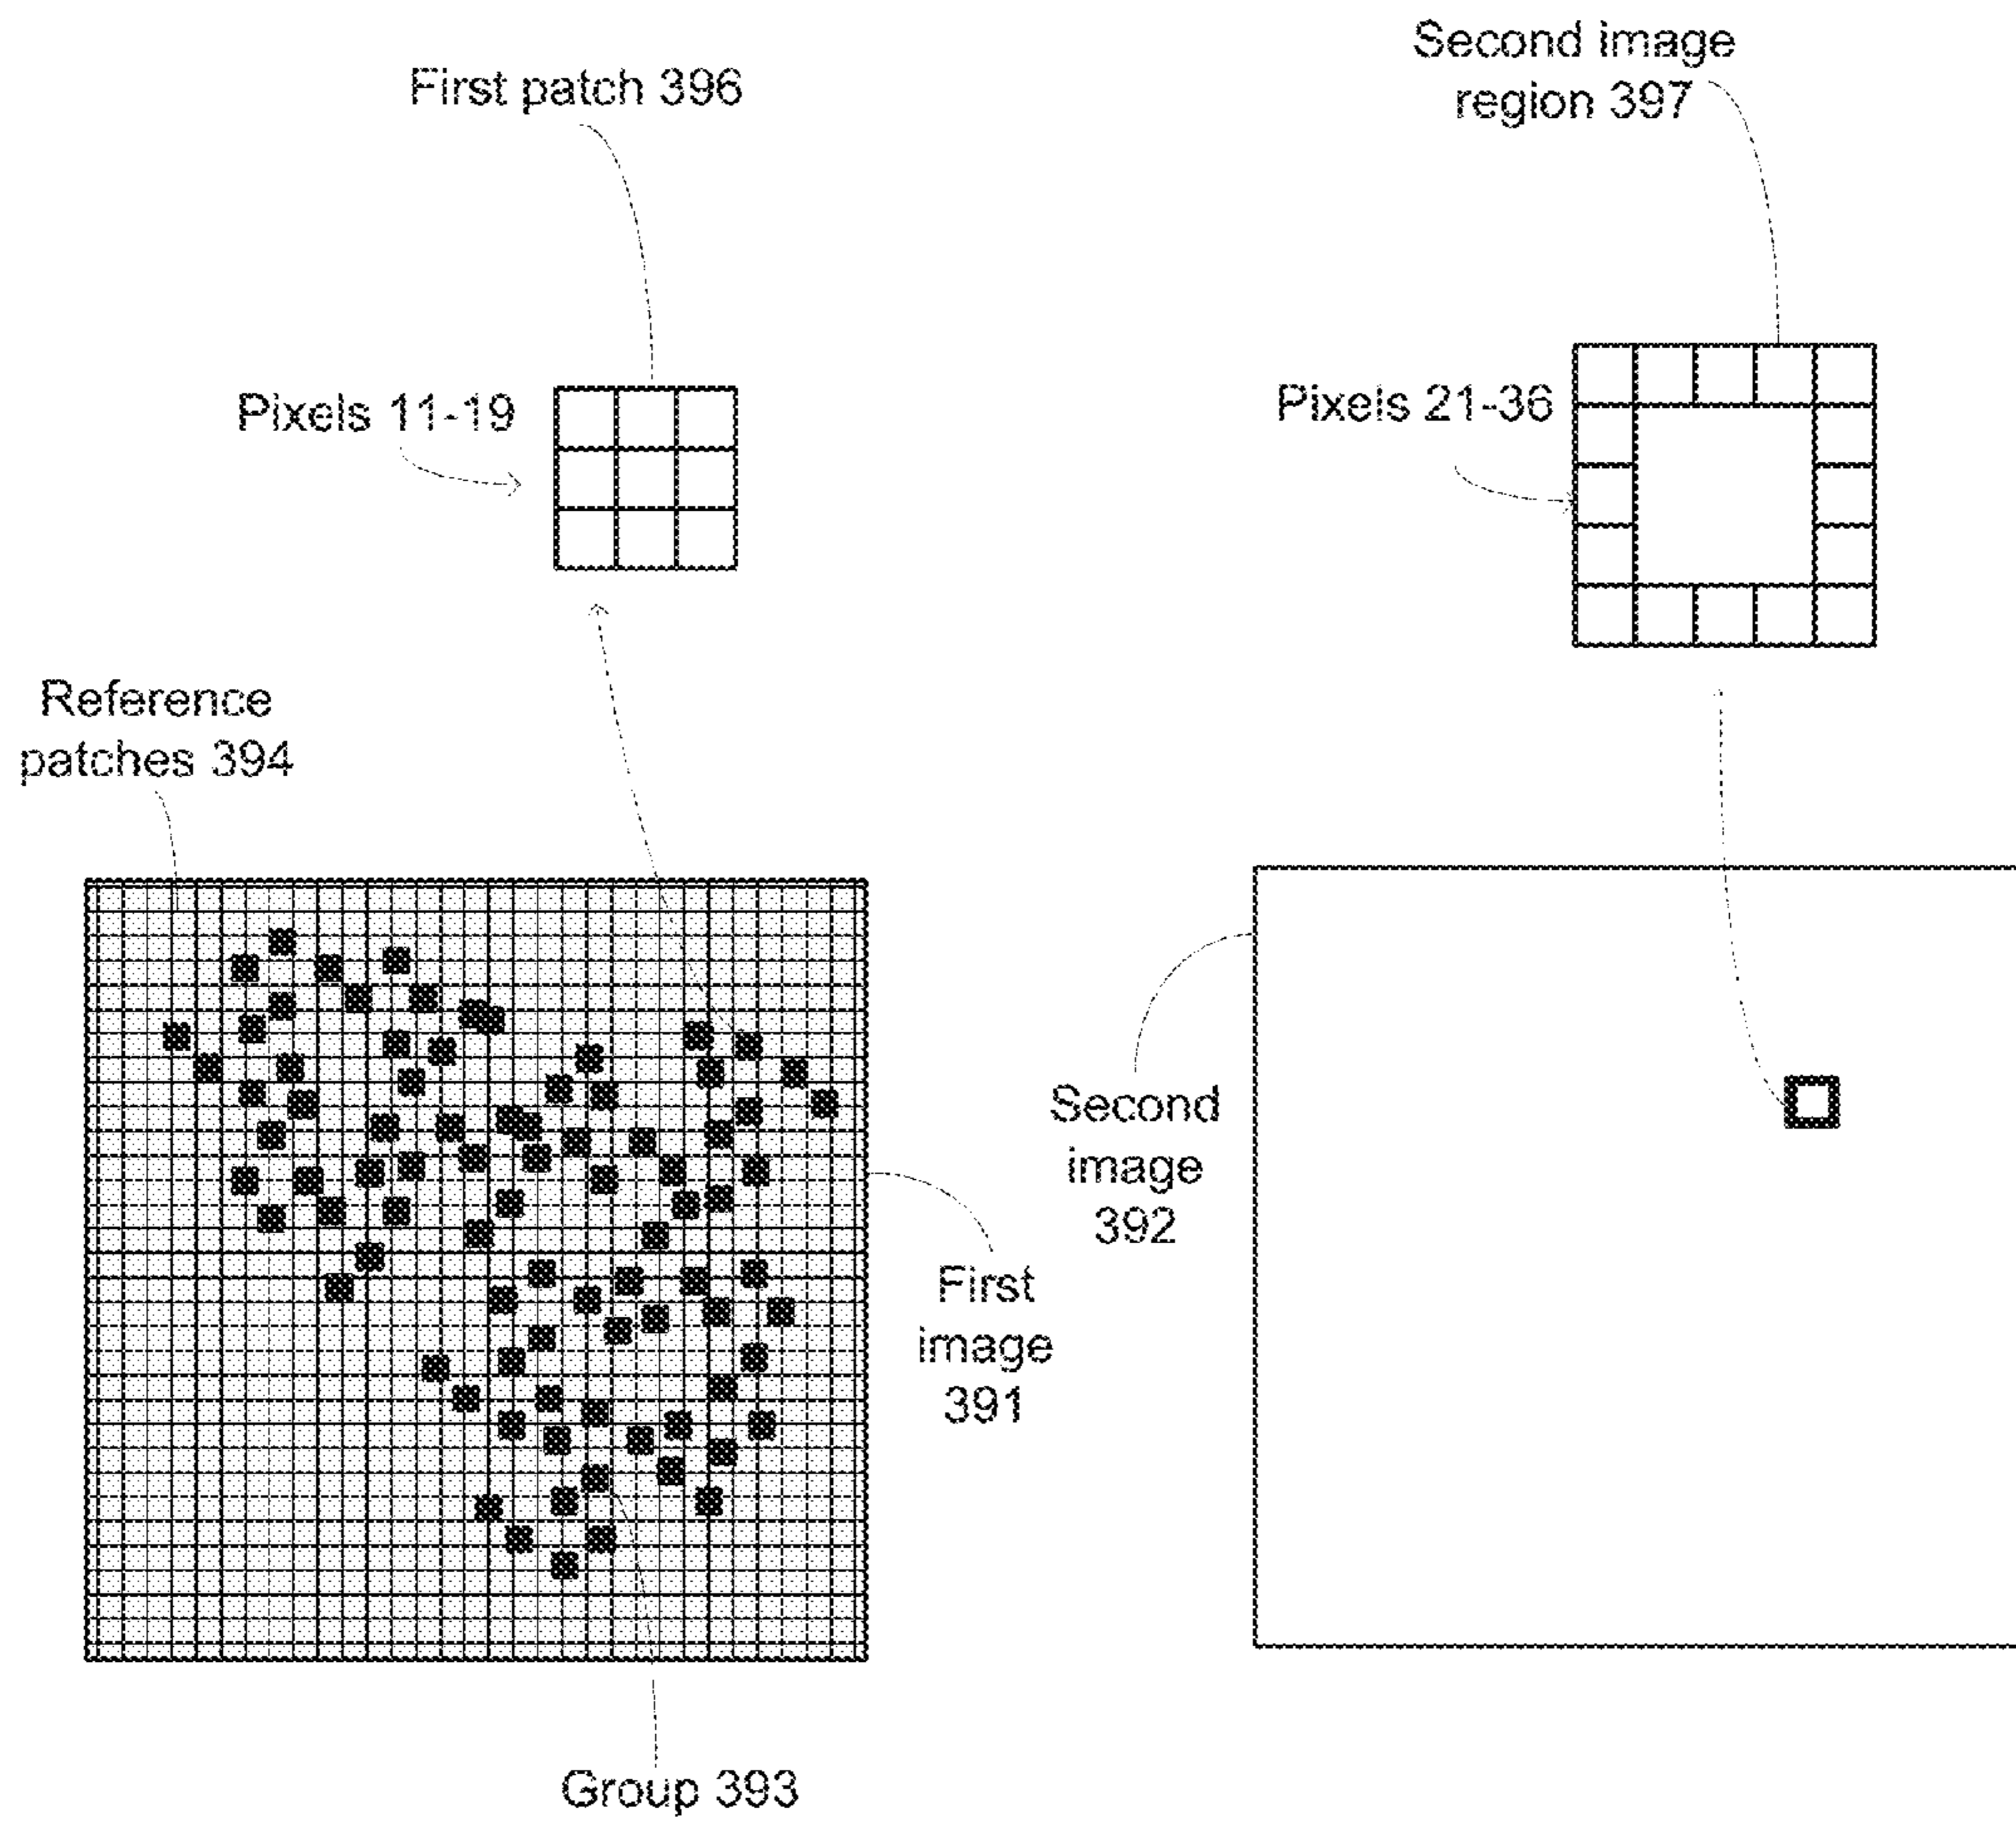 First patch 396
Second image
region 397
Pixels 11-19
Pixels 21-36
Reference
patches 394
Second
image
392
First
image
391
Group 393